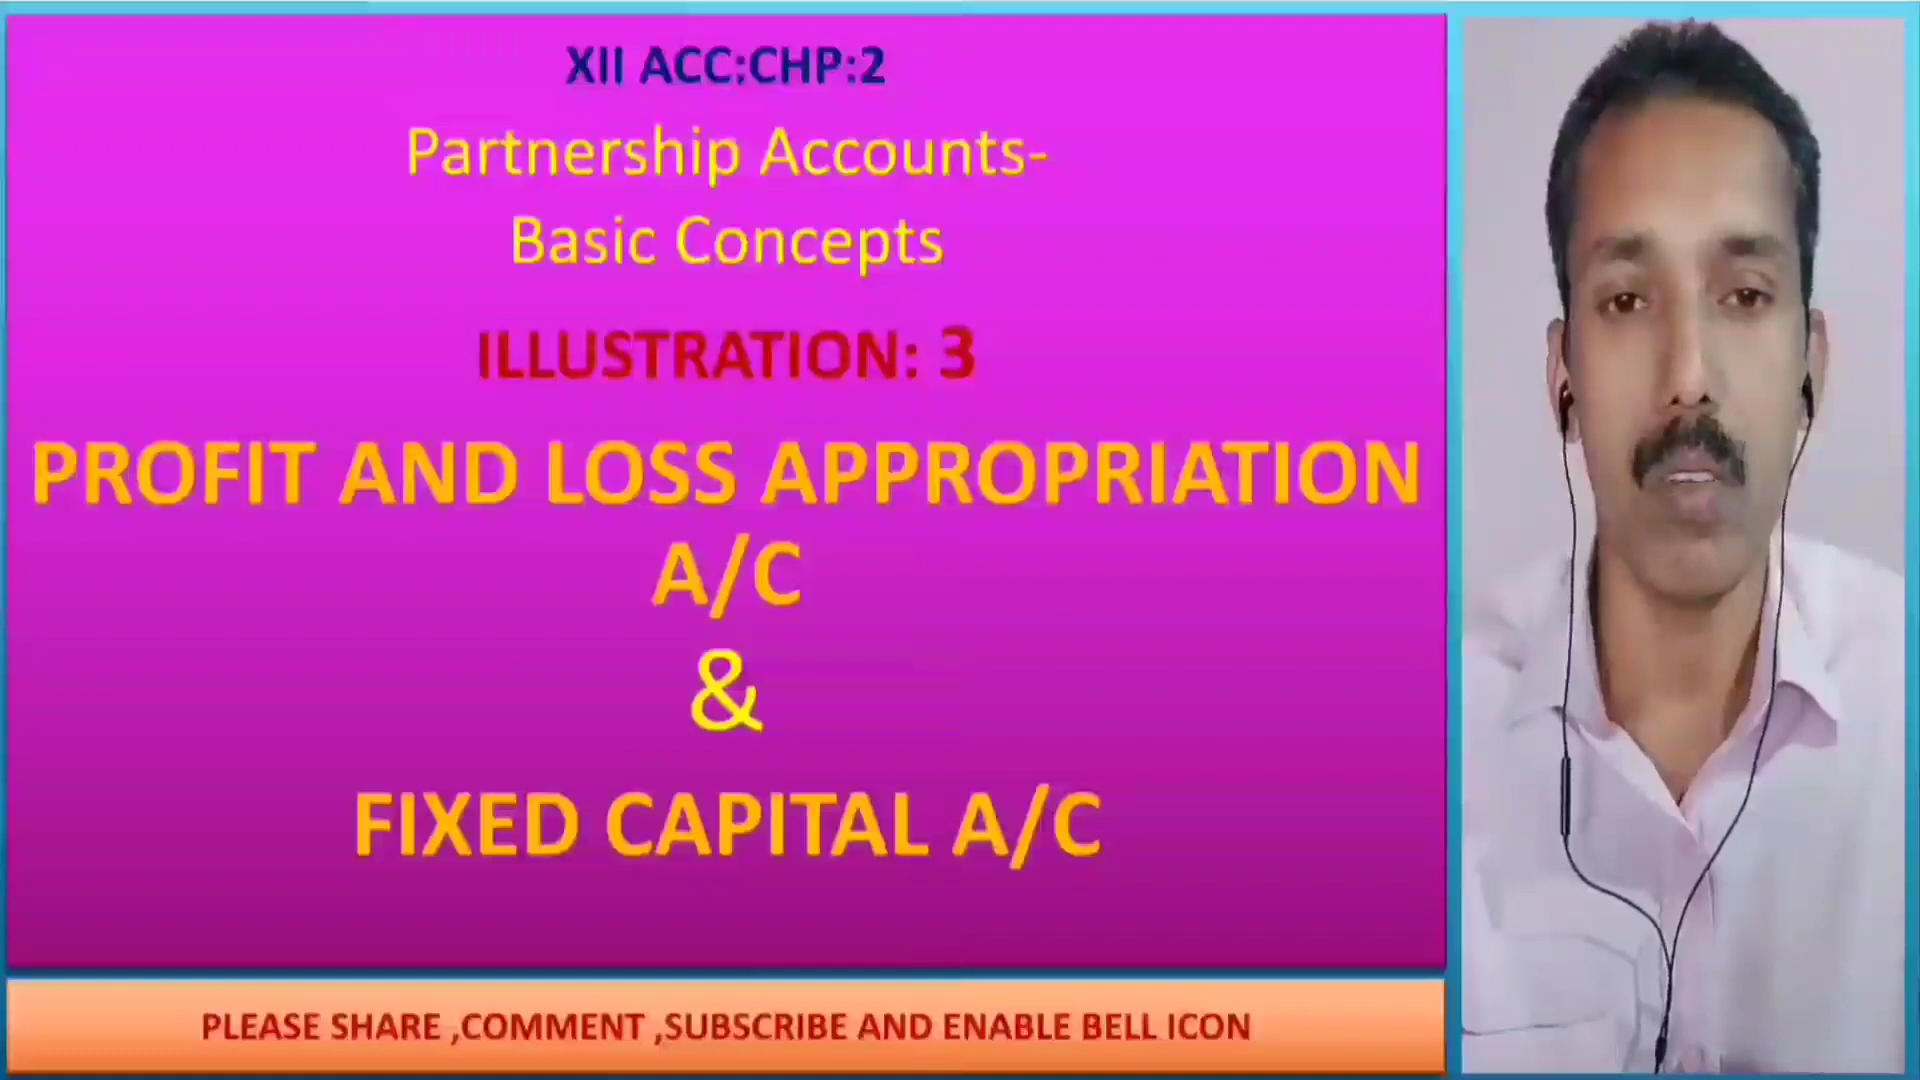 XII ACC:CHP:2
Partnership Accounts-
Basic Concepts
ILLUSTRATION: 3
PROFIT AND LOSS APPROPRIATION
A/C
&
FIXED CAPITAL A/C
PLEASE SHARE ,COMMENT ,SUBSCRIBE AND ENABLE BELL ICON